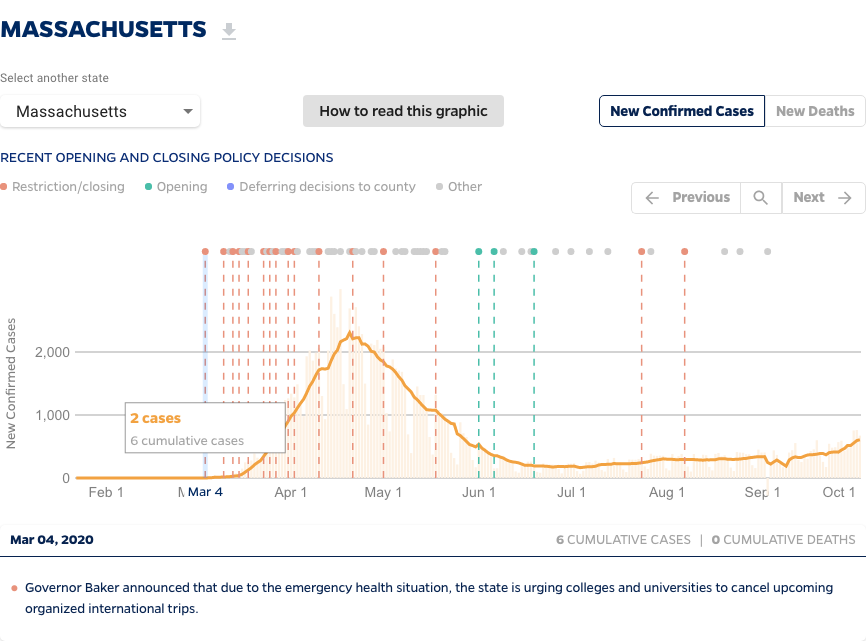 MASSACHUSETTS
Select another state
Massachusetts
How to read this graphic
New Confirmed Cases
New Deaths
RECENT OPENING AND CLOSING POLICY DECISIONS
Restriction/closing
Opening
Deferring decisions to county
Other
Previous
Next
New Confirmed Cases
2,000
1,000
0
2 cases
6 cumulative cases
Feb 1
Mar 4
Apr 1
May 1
Jun 1
Jul 1
Aug 1
Sep 1
Oct 1
Mar 04, 2020
6 CUMULATIVE CASES | 0 CUMULATIVE DEATHS
Governor Baker announced that due to the emergency health situation, the state is urging colleges and universities to cancel upcoming
organized international trips.